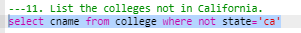 ---11. List the colleges not in California.
select cname from college where not state='ca'